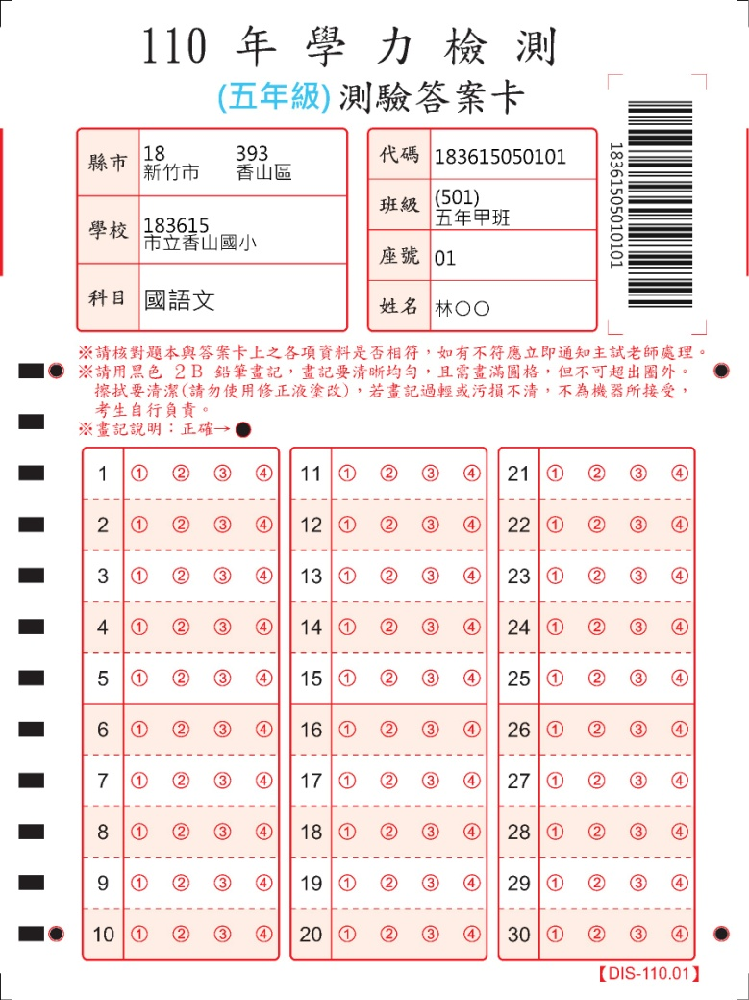 110 年 學 力 檢 測
(五年級) 測驗答案卡
縣市 18 393
新竹市 香山區
學校 183615
市立香山國小
科目 國語文
代碼 183615050101
班級 (501)
五年甲班
座號 01
姓名 林○○
18361505010101
※請核對題本與答案卡上之各項資料是否相符，如有不符應立即通知主試老師處理。
※請用黑色 2B 鉛筆畫記，畫記要清晰均勻，且需畫滿圓格，但不可超出圈外。
擦拭要清潔(請勿使用修正液塗改)，若畫記過輕或污損不清，不為機器所接受，
考生自行負責。
※畫記說明：正確→●
1 ① ② ③ ④ 11 ① ② ③ ④ 21 ① ② ③ ④
2 ① ② ③ ④ 12 ① ② ③ ④ 22 ① ② ③ ④
3 ① ② ③ ④ 13 ① ② ③ ④ 23 ① ② ③ ④
4 ① ② ③ ④ 14 ① ② ③ ④ 24 ① ② ③ ④
5 ① ② ③ ④ 15 ① ② ③ ④ 25 ① ② ③ ④
6 ① ② ③ ④ 16 ① ② ③ ④ 26 ① ② ③ ④
7 ① ② ③ ④ 17 ① ② ③ ④ 27 ① ② ③ ④
8 ① ② ③ ④ 18 ① ② ③ ④ 28 ① ② ③ ④
9 ① ② ③ ④ 19 ① ② ③ ④ 29 ① ② ③ ④
10 ① ② ③ ④ 20 ① ② ③ ④ 30 ① ② ③ ④
【DIS-110.01】